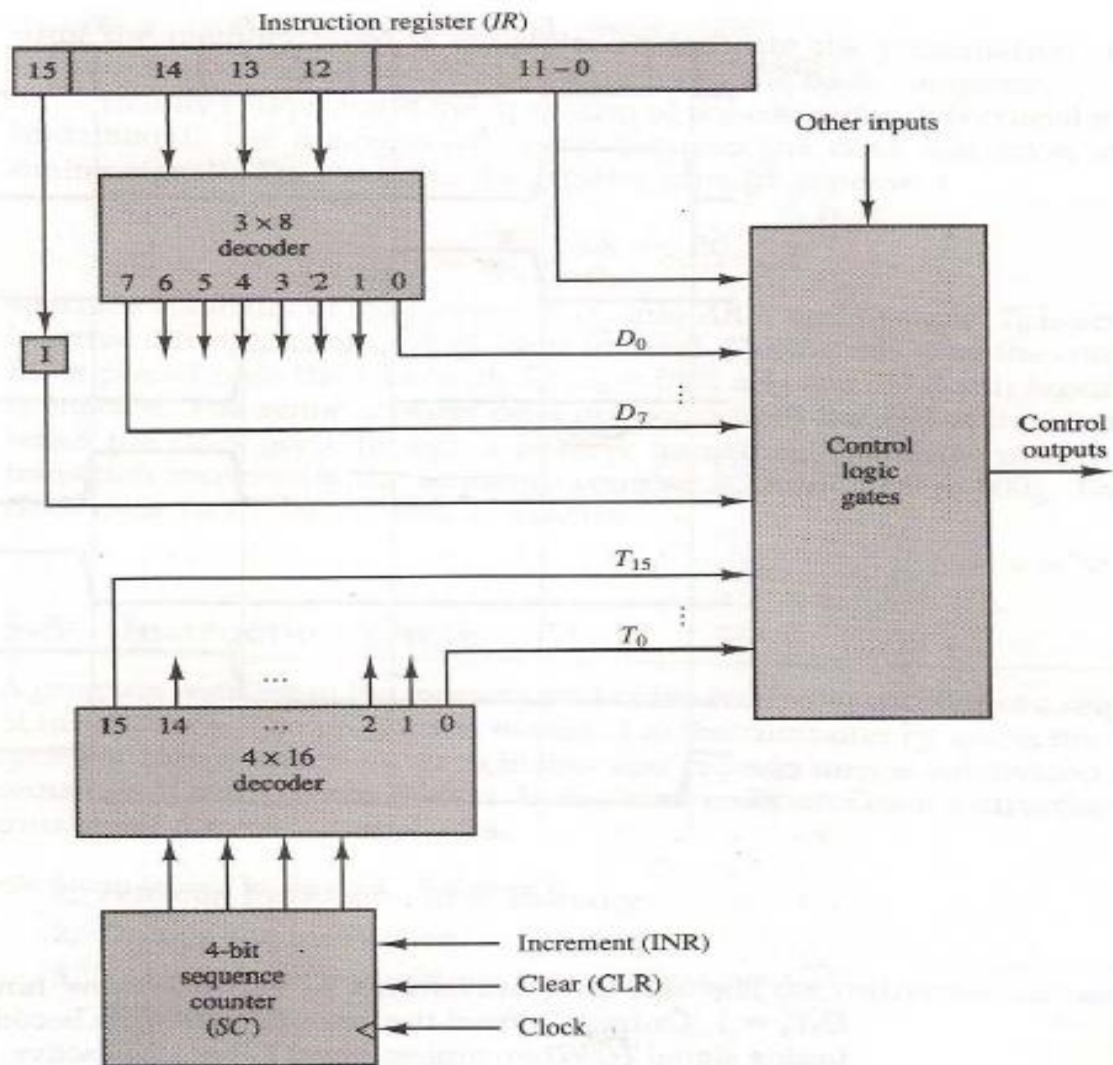 Instruction register (IR)
15 14 13 12 11 – 0
Other inputs
3 × 8
decoder
7 6 5 4 3 2 1 0
I
D0
⋮
D7
Control
logic
gates
Control
outputs
T15
⋮
T0
...
15 14 ... 2 1 0
4 × 16
decoder
4-bit
sequence
counter
(SC)
Increment (INR)
Clear (CLR)
Clock